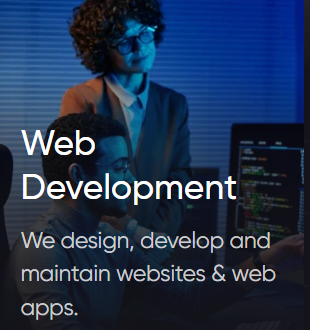 Web
Development
We design, develop and
maintain websites & web
apps.